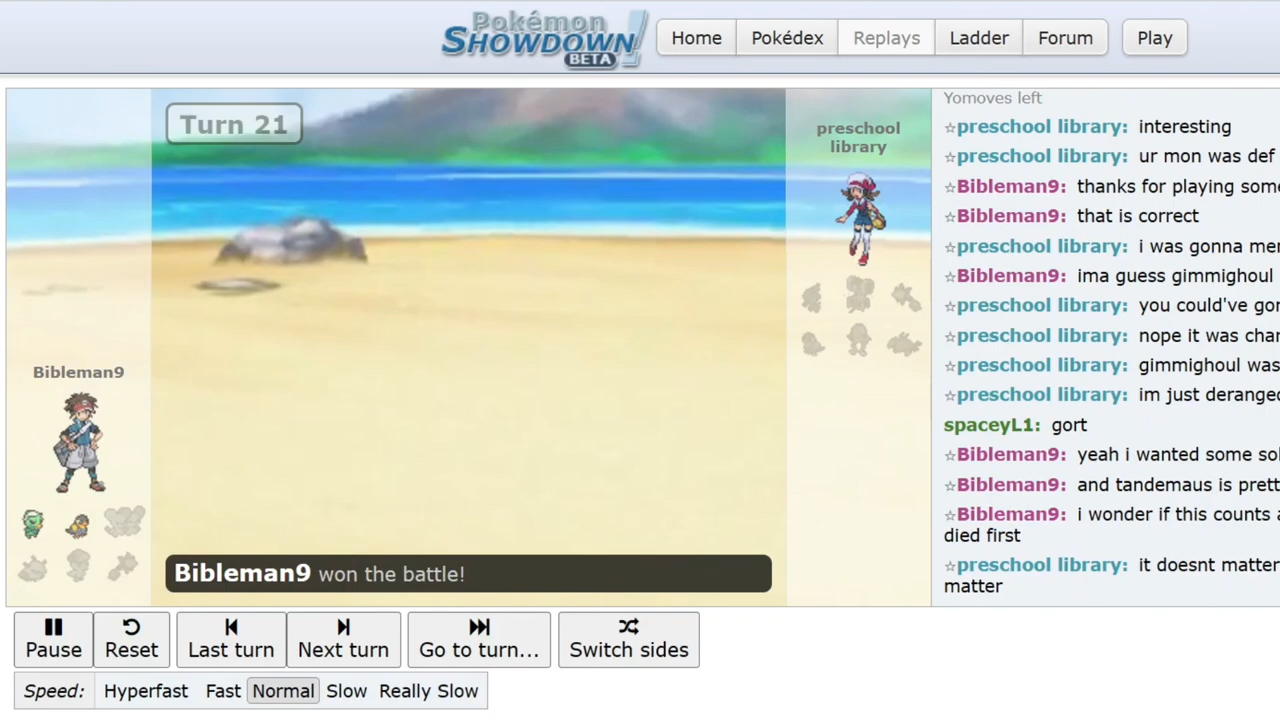 Pokémon
SHOWDOWN!
BETA
Home Pokédex Replays Ladder Forum Play
Turn 21
preschool
library
Bibleman9
Bibleman9 won the battle!
Yomoves left
☆preschool library: interesting
☆preschool library: ur mon was def
☆Bibleman9: thanks for playing some
☆Bibleman9: that is correct
☆preschool library: i was gonna
☆Bibleman9: ima guess gimmighoul
☆preschool library: you could've
☆preschool library: nope it was
☆preschool library: gimmighoul was
☆preschool library: im just deranged
spaceyL1: gort
☆Bibleman9: yeah i wanted some
☆Bibleman9: and tandemaus is
☆Bibleman9: i wonder if this counts
died first
☆preschool library: it doesnt matter
matter
Pause Reset Last turn Next turn Go to turn... Switch sides
Speed: Hyperfast Fast Normal Slow Really Slow